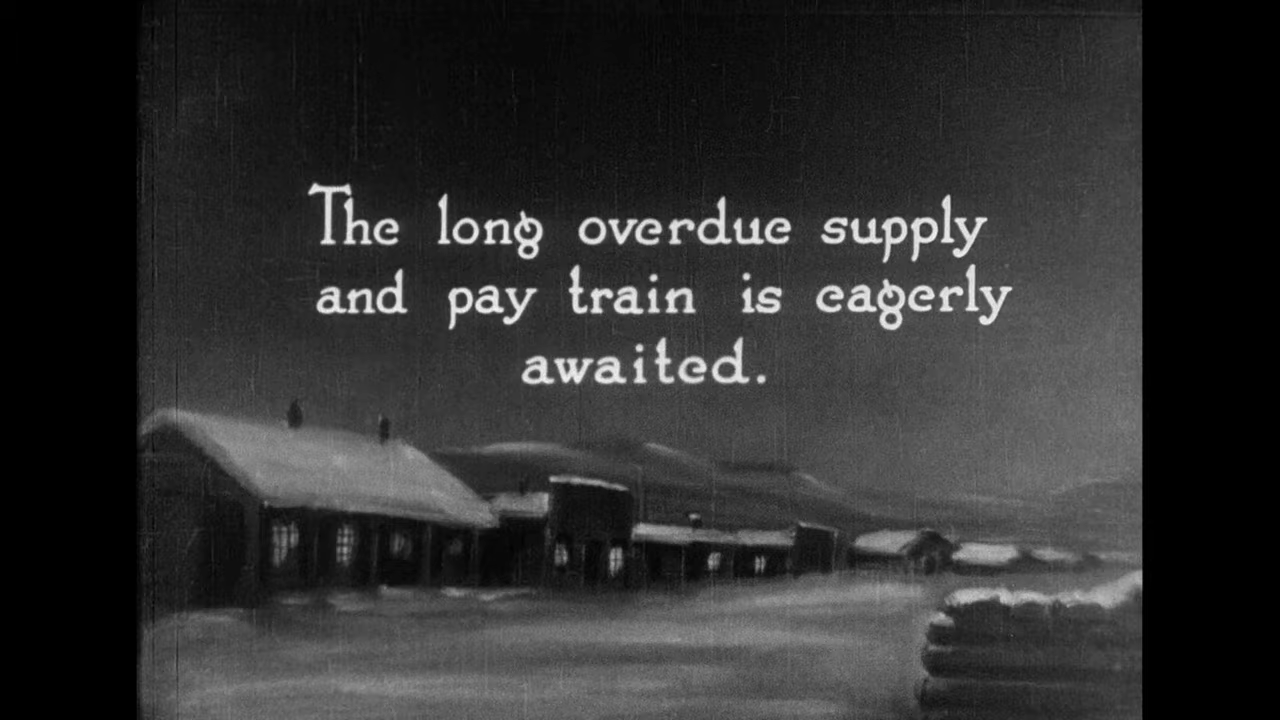 The long overdue supply
and pay train is eagerly
awaited.